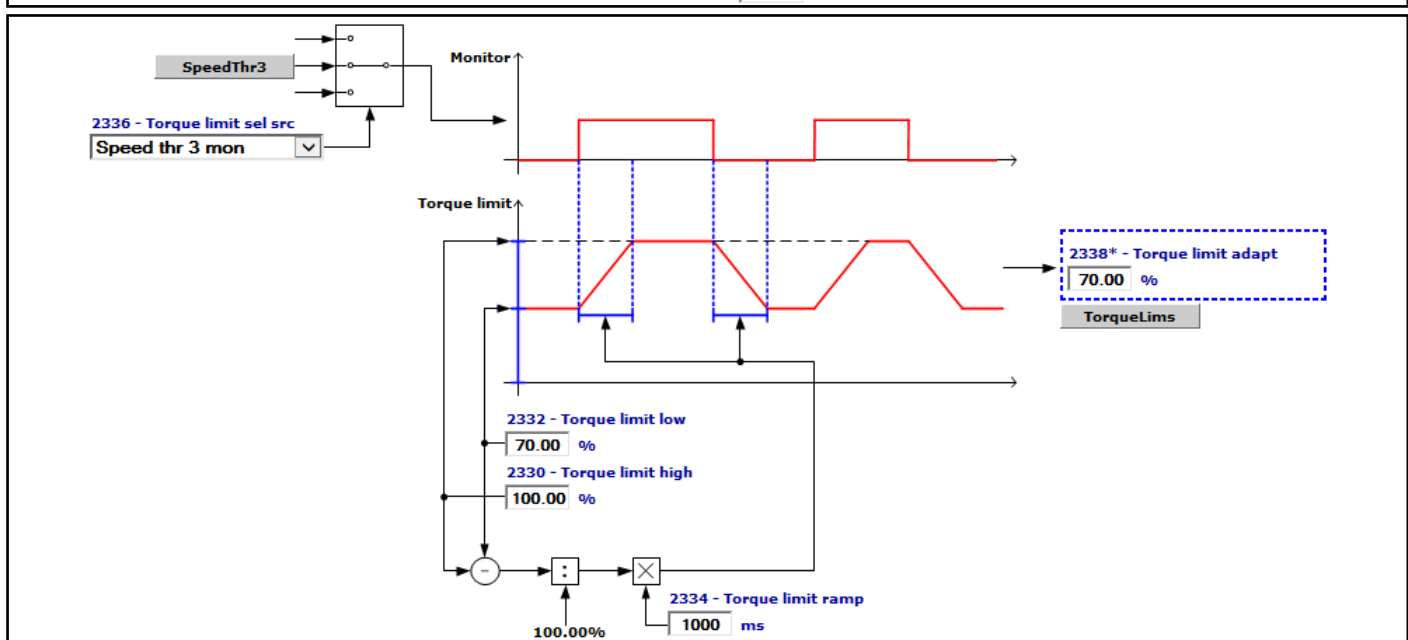 Monitor
SpeedThr3
2336 - Torque limit sel src
Speed thr 3 mon
Torque limit
2338* - Torque limit adapt
70.00 %
TorqueLims
2332 - Torque limit low
70.00 %
2330 - Torque limit high
100.00 %
-
:
2334 - Torque limit ramp
1000 ms
100.00%